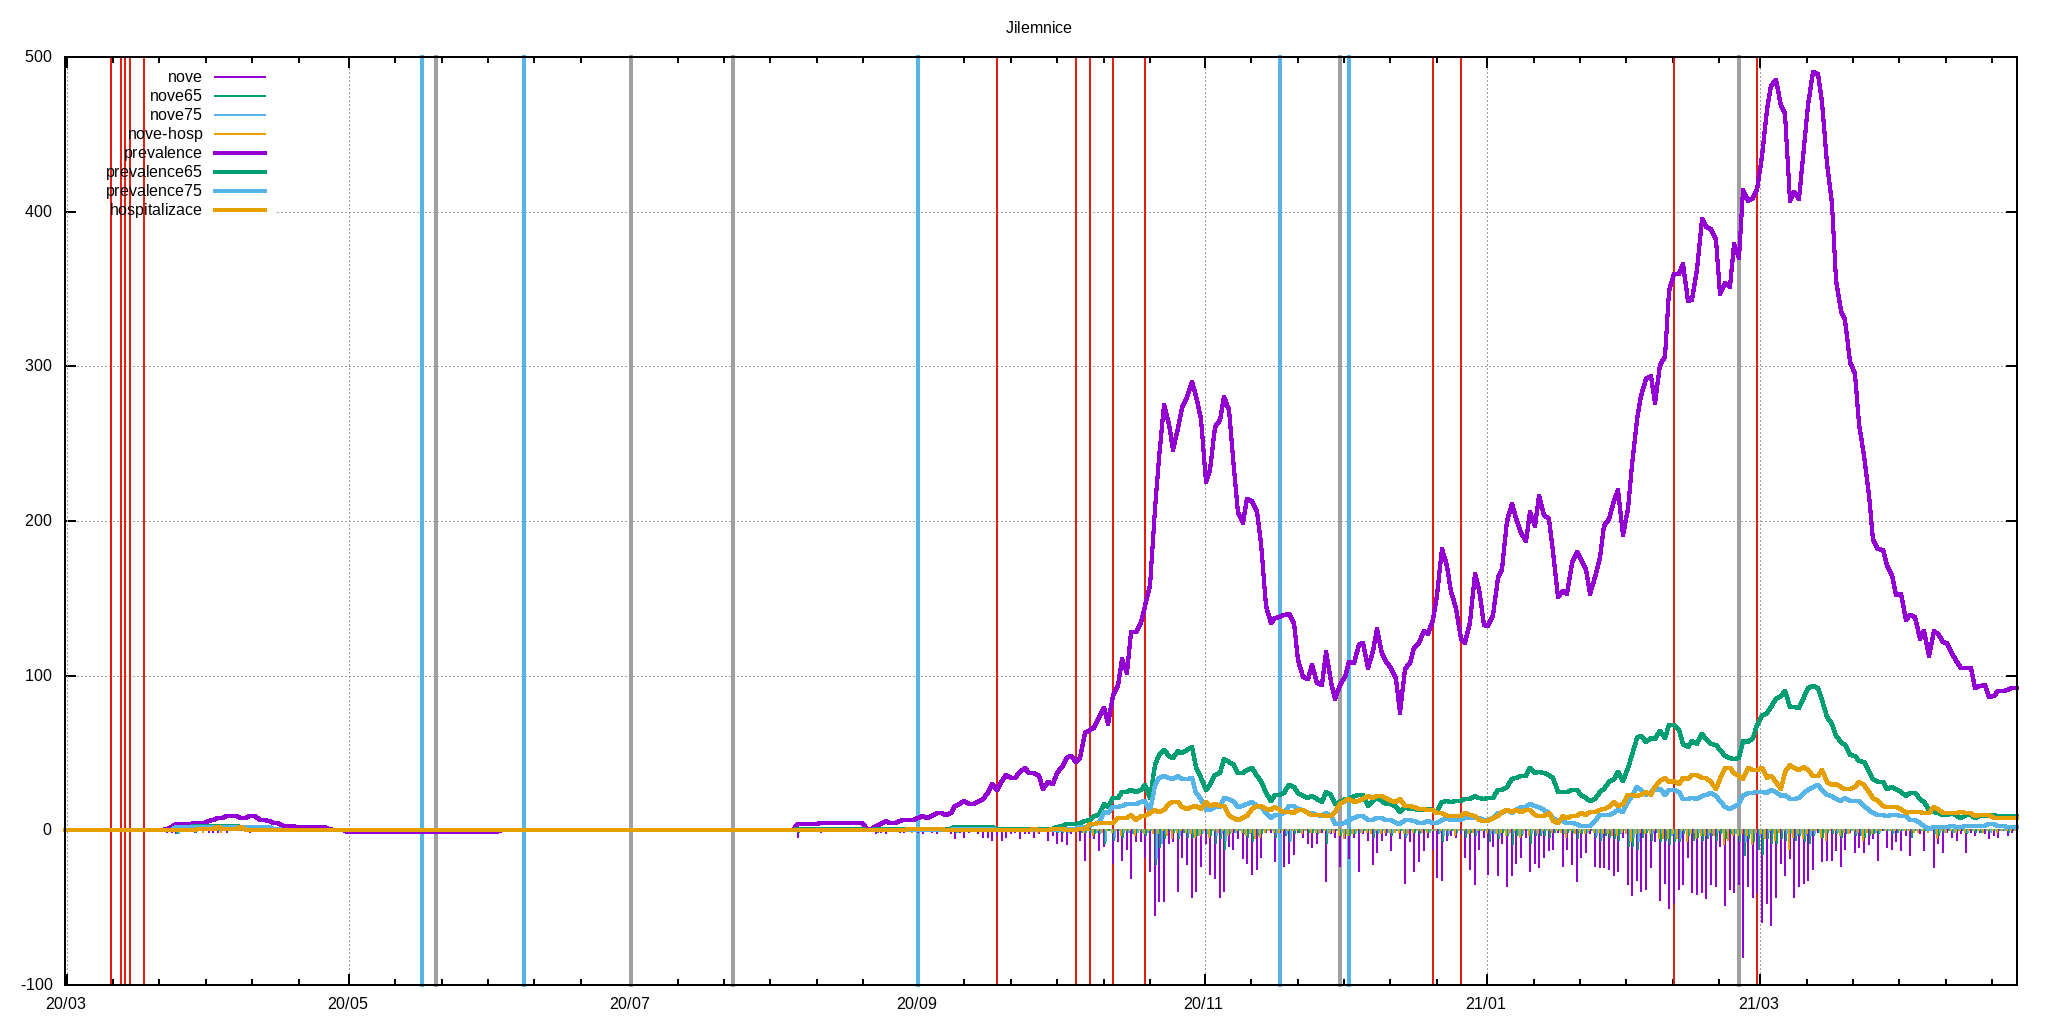 Jilemnice
500
400
300
200
100
0
-100
nove
nove65
nove75
nove-hosp
prevalence
prevalence65
prevalence75
hospitalizace
20/03
20/05
20/07
20/09
20/11
21/01
21/03